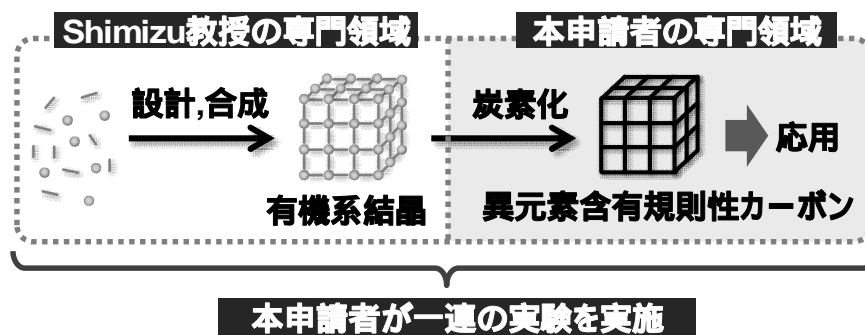 Shimizu教授の専門領域
本申請者の専門領域
設計,合成
炭素化
応用
有機系結晶
異元素含有規則性カーボン
本申請者が一連の実験を実施